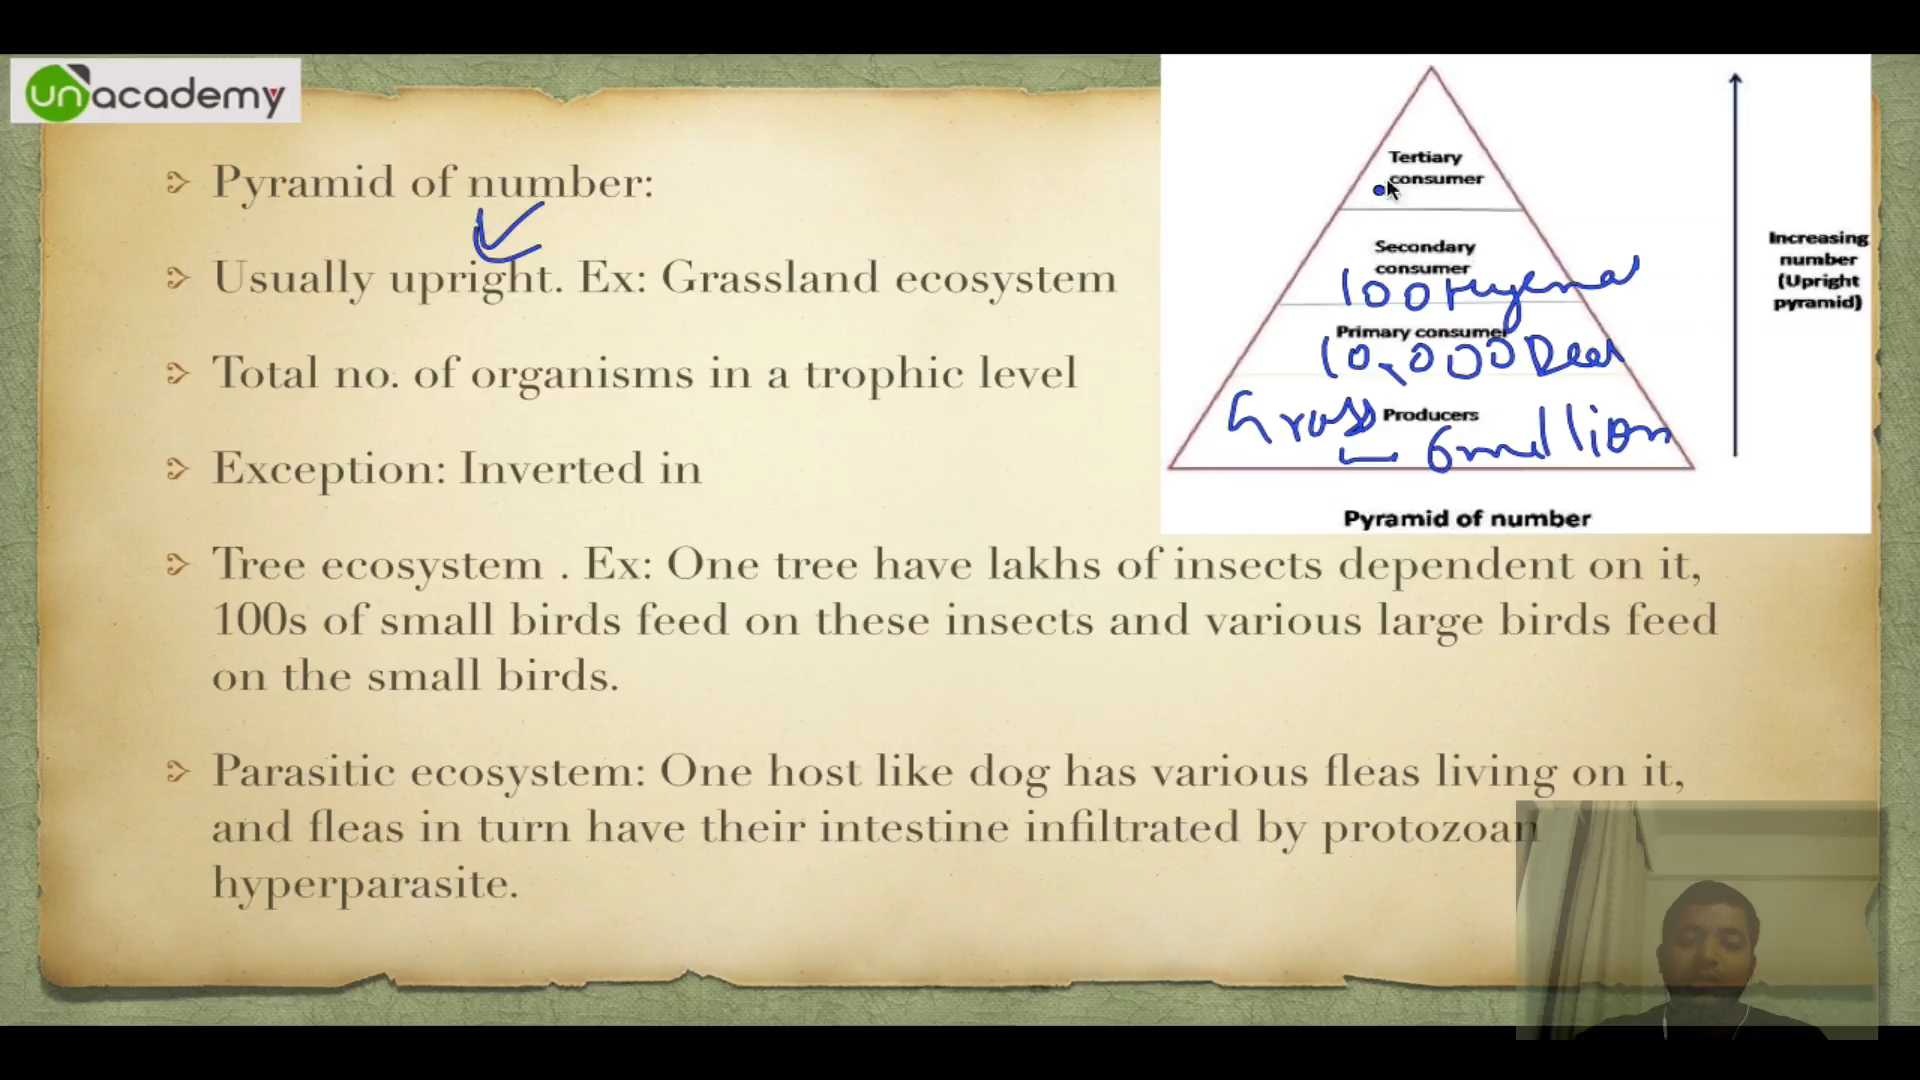 unacademy
Pyramid of number:
Usually upright. Ex: Grassland ecosystem
Total no. of organisms in a trophic level
Exception: Inverted in
Tree ecosystem . Ex: One tree have lakhs of insects dependent on it,
100s of small birds feed on these insects and various large birds feed
on the small birds.
Parasitic ecosystem: One host like dog has various fleas living on it,
and fleas in turn have their intestine infiltrated by protozoan
hyperparasite.
Tertiary
consumer
Secondary
consumer
100 Hyena
Primary consumer
10,000 Deer
Grass Producers
6 million
Pyramid of number
Increasing
number
(Upright
pyramid)